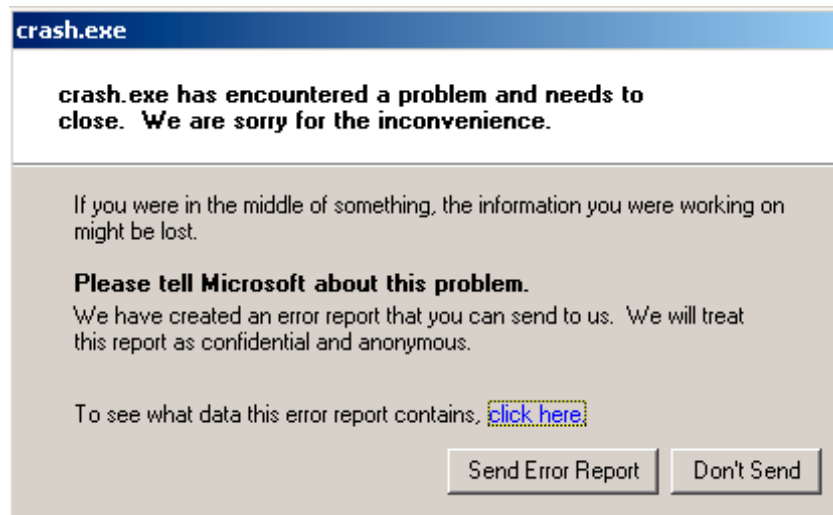 crash.exe
crash.exe has encountered a problem and needs to
close.  We are sorry for the inconvenience.
If you were in the middle of something, the information you were working on
might be lost.
Please tell Microsoft about this problem.
We have created an error report that you can send to us.  We will treat
this report as confidential and anonymous.
To see what data this error report contains, click here.
Send Error Report
Don't Send